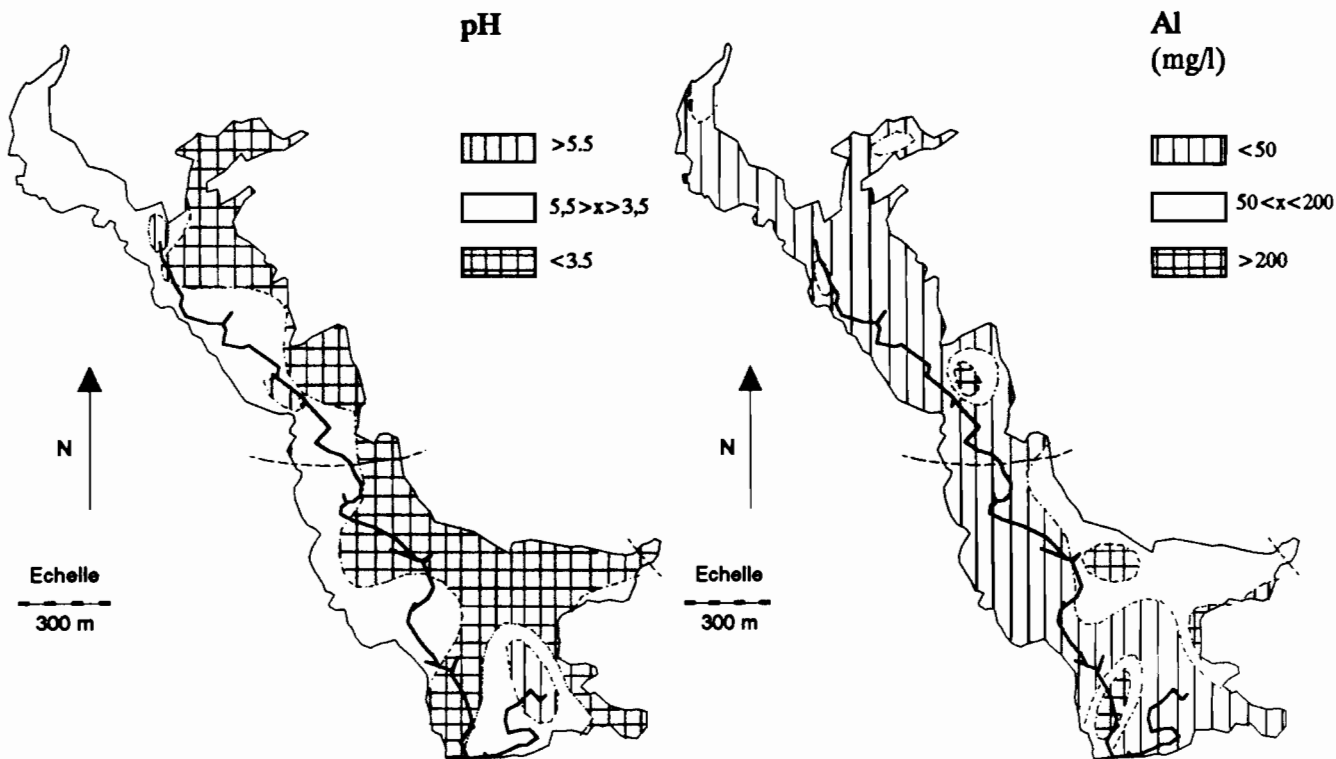 pH
>5.5
5,5>x>3,5
<3.5
N
Echelle
300 m
Al
(mg/l)
<50
50<x<200
>200
N
Echelle
300 m